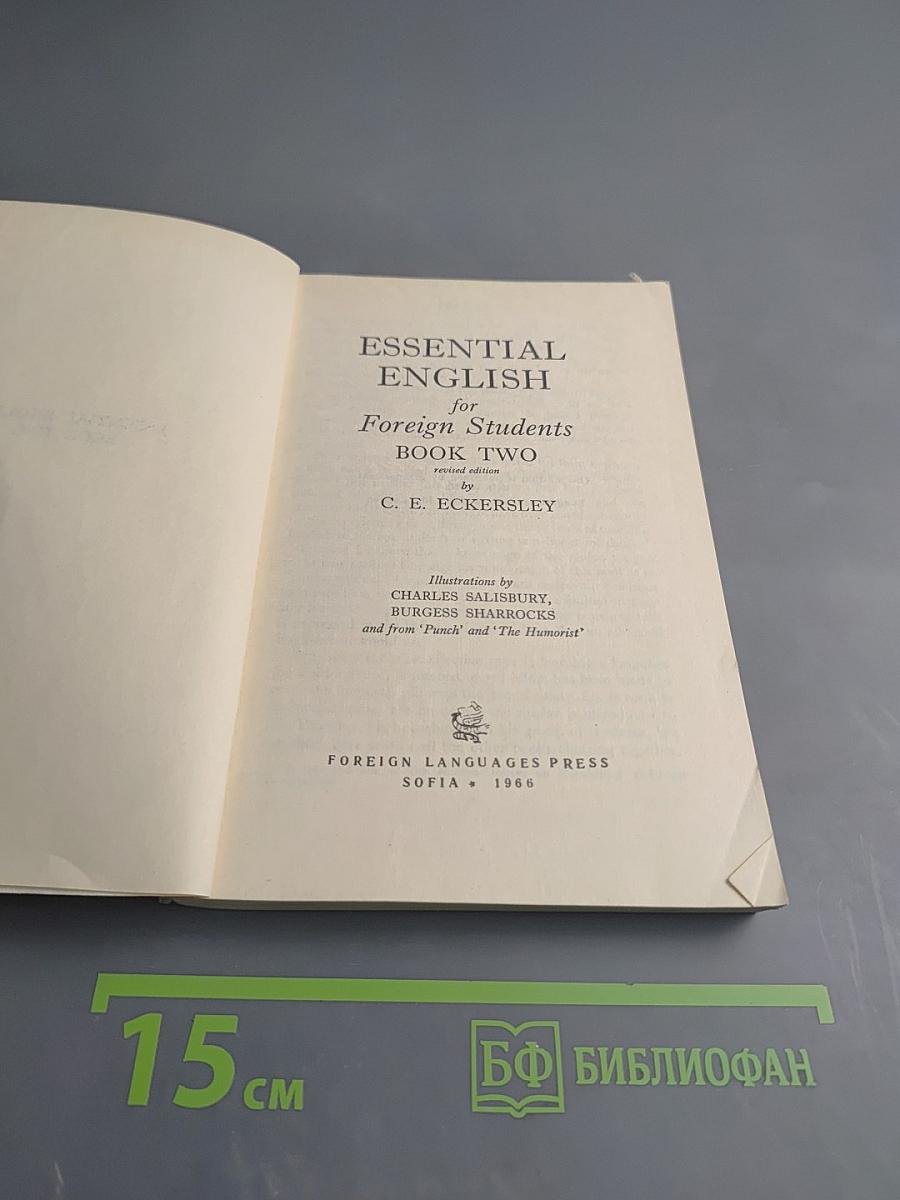 ESSENTIAL
ENGLISH
for
Foreign Students
BOOK TWO
revised edition
by
C. E. ECKERSLEY
Illustrations by
CHARLES SALISBURY,
BURGESS SHARROCKS
and from 'Punch' and 'The Humorist'
FOREIGN LANGUAGES PRESS
SOFIA * 1966
15 см
БФ БИБЛИОФАН